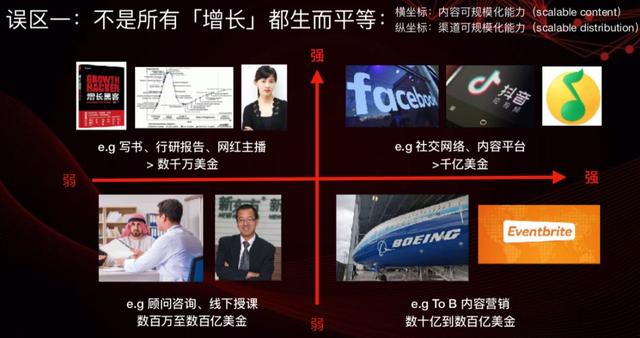 误区一：不是所有「增长」都生而平等：
横坐标：内容可规模化能力（scalable content）
纵坐标：渠道可规模化能力（scalable distribution）
强
GROWTH
HACKER
增长黑客
facebook
抖音
e.g 写书、行研报告、网红主播
> 数千万美金
e.g 社交网络、内容平台
>千亿美金
弱
强
BOEING
Eventbrite
e.g 顾问咨询、线下授课
数百万至数百亿美金
弱
e.g To B 内容营销
数十亿到数百亿美金